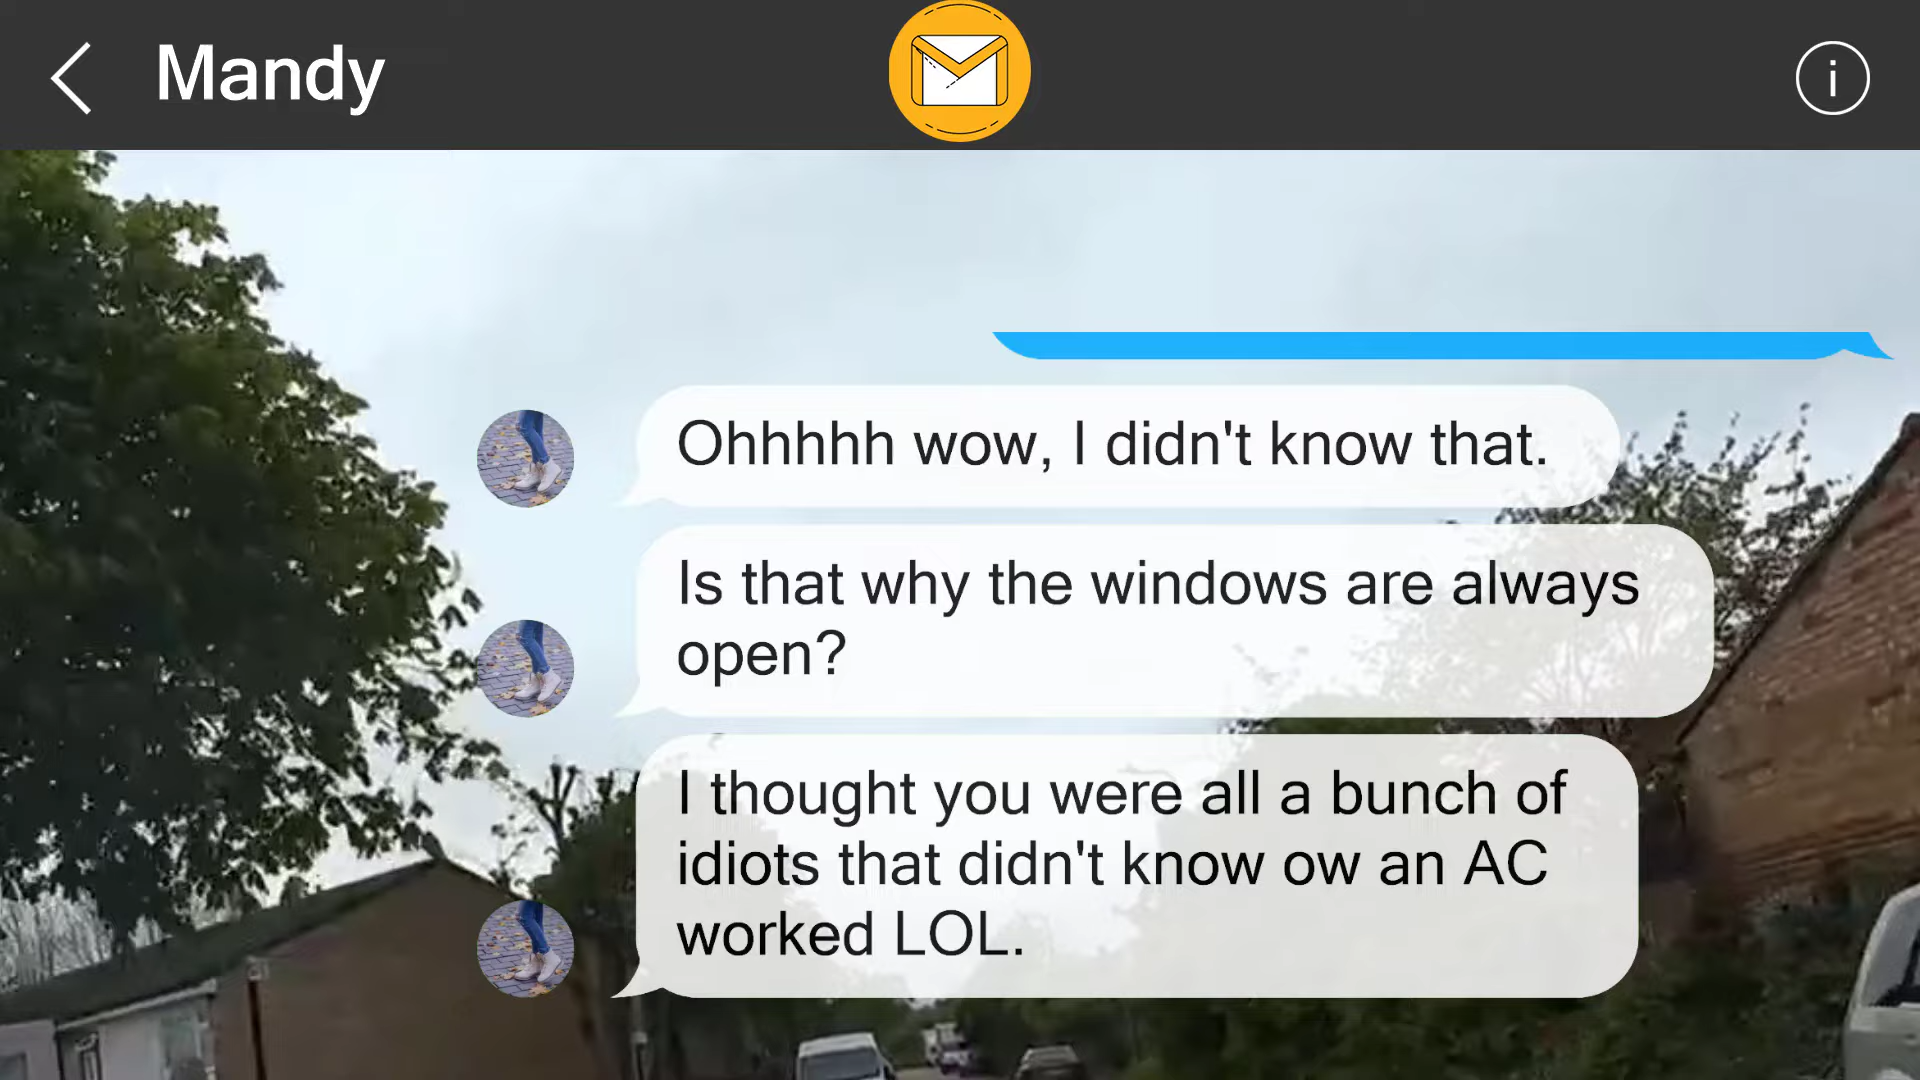 Mandy
i
Ohhhhh wow, I didn't know that.
Is that why the windows are always
open?
I thought you were all a bunch of
idiots that didn't know ow an AC
worked LOL.